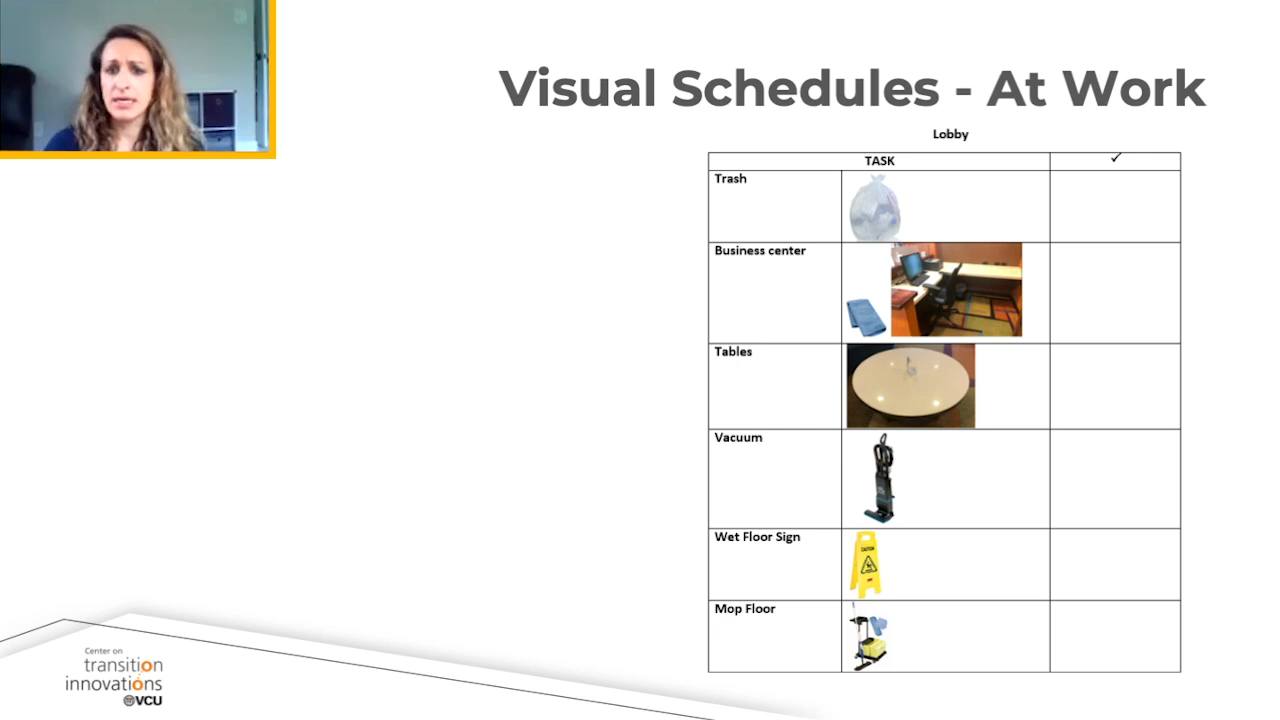 Visual Schedules - At Work
Lobby
TASK ✓
Trash
Business center
Tables
Vacuum
Wet Floor Sign
CAUTION
Mop Floor
Center on
transition
innovations
VCU